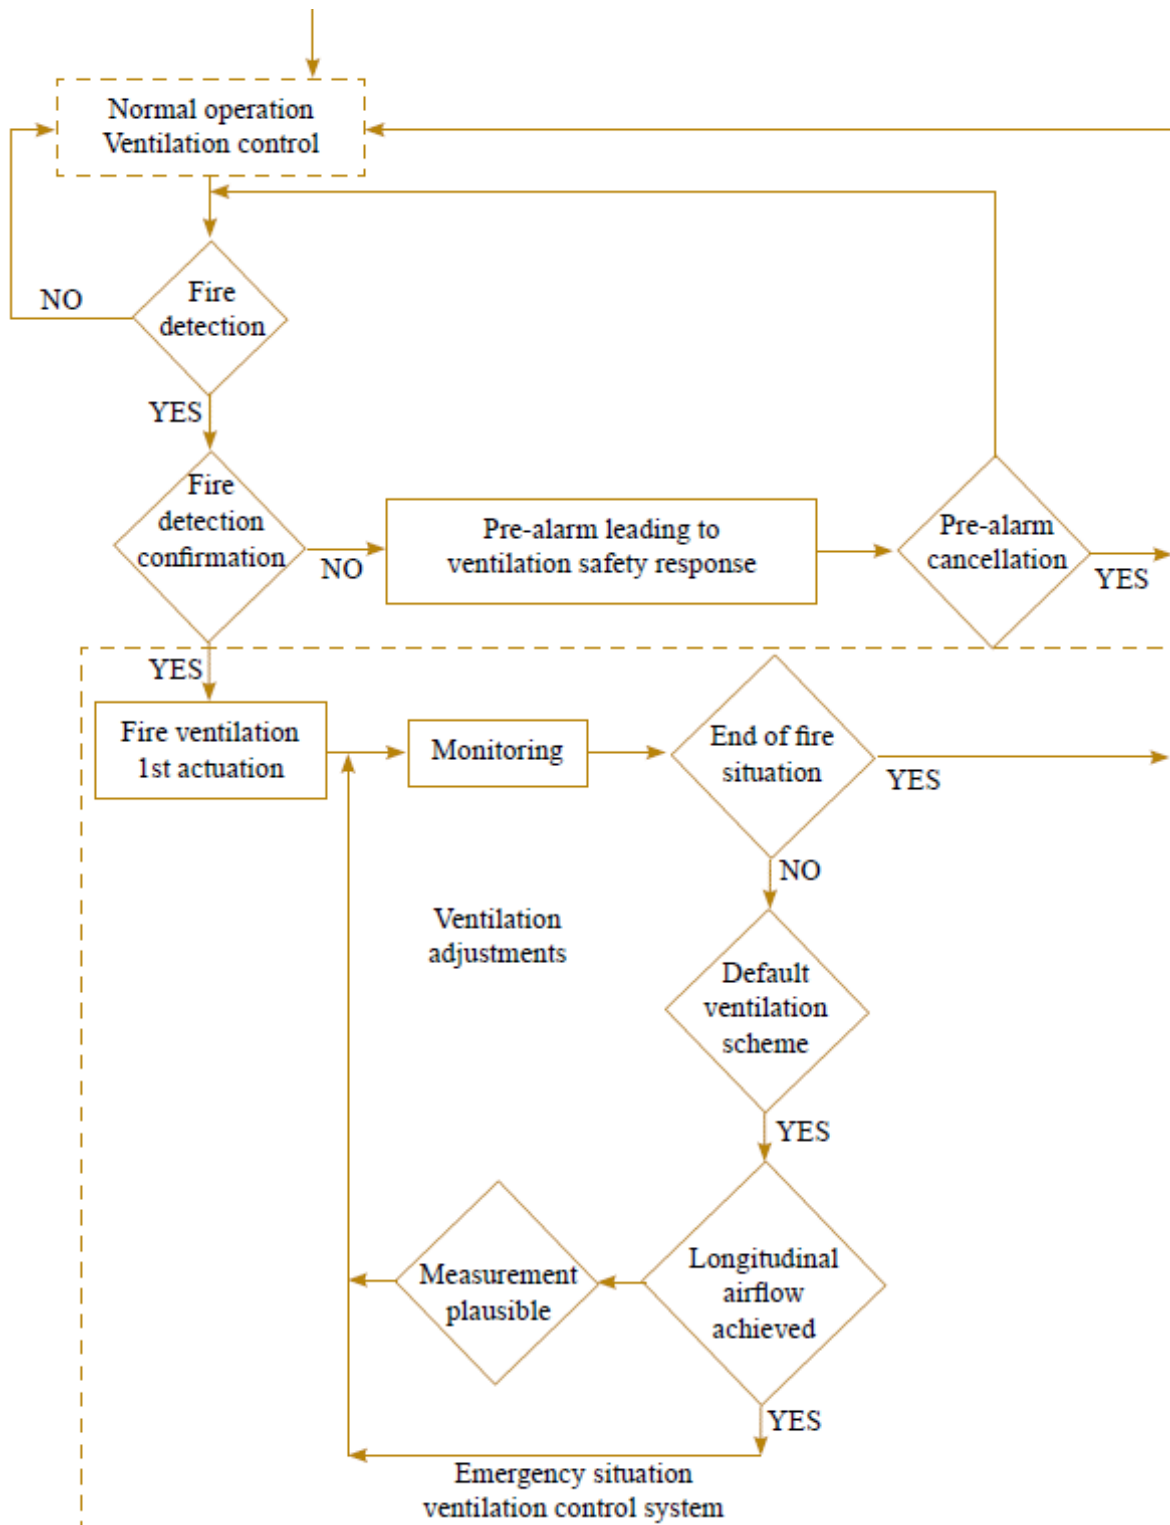 Normal operation
Ventilation control
NO
Fire
detection
YES
Fire
detection
confirmation
NO
Pre-alarm leading to
ventilation safety response
Pre-alarm
cancellation
YES
YES
Fire ventilation
1st actuation
Monitoring
End of fire
situation
YES
NO
Ventilation
adjustments
Default
ventilation
scheme
YES
Measurement
plausible
Longitudinal
airflow
achieved
YES
Emergency situation
ventilation control system